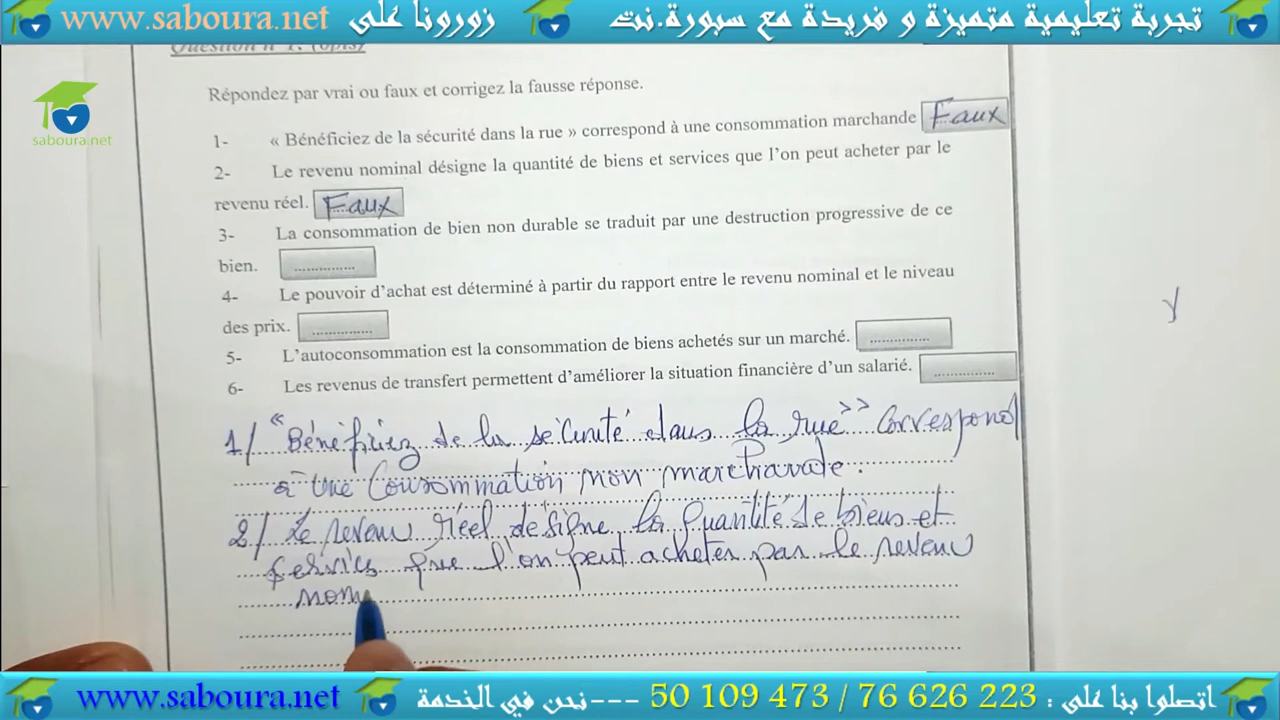 www.saboura.net زورونا على تجربة تعليمية متميزة و فريدة مع سبورة.نت
Question n°1: (6pts)
saboura.net
Répondez par vrai ou faux et corrigez la fausse réponse.
1- « Bénéficiez de la sécurité dans la rue » correspond à une consommation marchande Faux
2- Le revenu nominal désigne la quantité de biens et services que l'on peut acheter par le
revenu réel. Faux
3- La consommation de bien non durable se traduit par une destruction progressive de ce
bien. ...............
4- Le pouvoir d'achat est déterminé à partir du rapport entre le revenu nominal et le niveau
des prix. ...............
5- L'autoconsommation est la consommation de biens achetés sur un marché. ...............
6- Les revenus de transfert permettent d'améliorer la situation financière d'un salarié. ...............
1/ "Bénéficiez de la sécurité dans la rue" correspond
à une consommation non marchande.
2/ Le revenu réel désigne la quantité de biens et
services que l'on peut acheter par le revenu
nom
www.saboura.net اتصلوا بنا على : 223 626 76 / 473 109 50 ---نحن في الخدمة